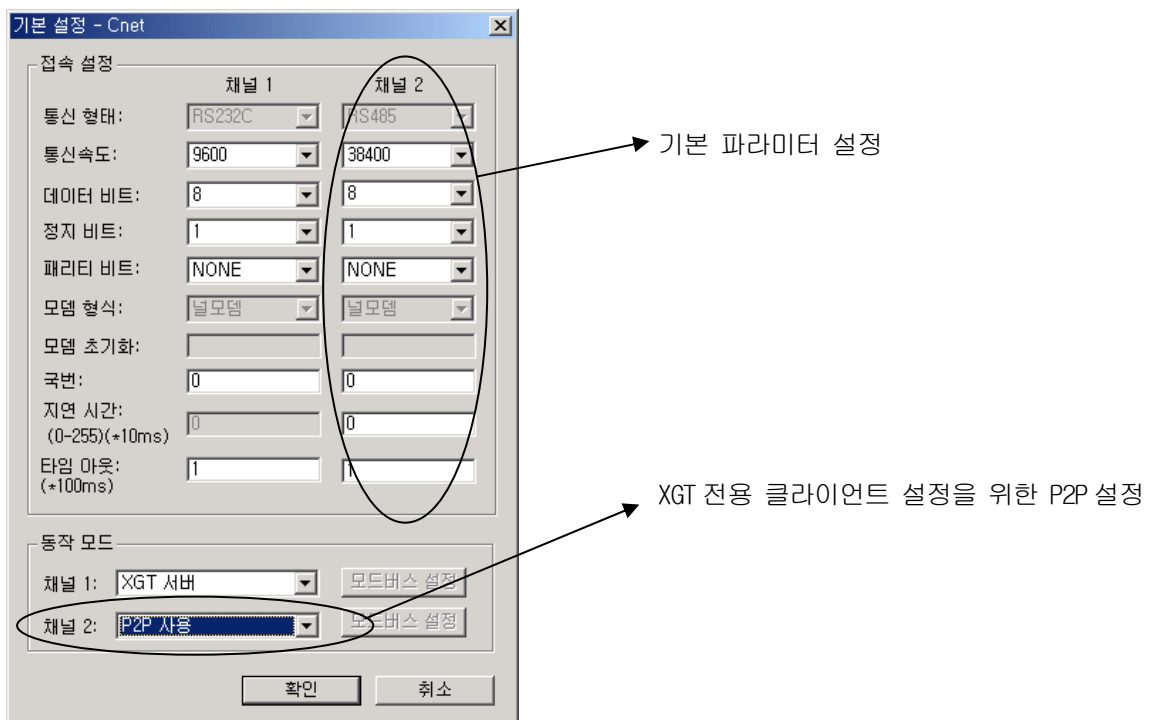 기본 설정 - Cnet
접속 설정
채널 1 채널 2
통신 형태: RS232C RS485
통신속도: 9600 38400
기본 파라미터 설정
데이터 비트: 8 8
정지 비트: 1 1
패리티 비트: NONE NONE
모뎀 형식: 널모뎀 널모뎀
모뎀 초기화:
국번: 0 0
지연 시간:
(0-255)(*10ms) 0 0
타임 아웃: 1 1
(*100ms)
XGT 전용 클라이언트 설정을 위한 P2P 설정
동작 모드
채널 1: XGT 서버 모드버스 설정
채널 2: P2P 사용 모드버스 설정
확인 취소